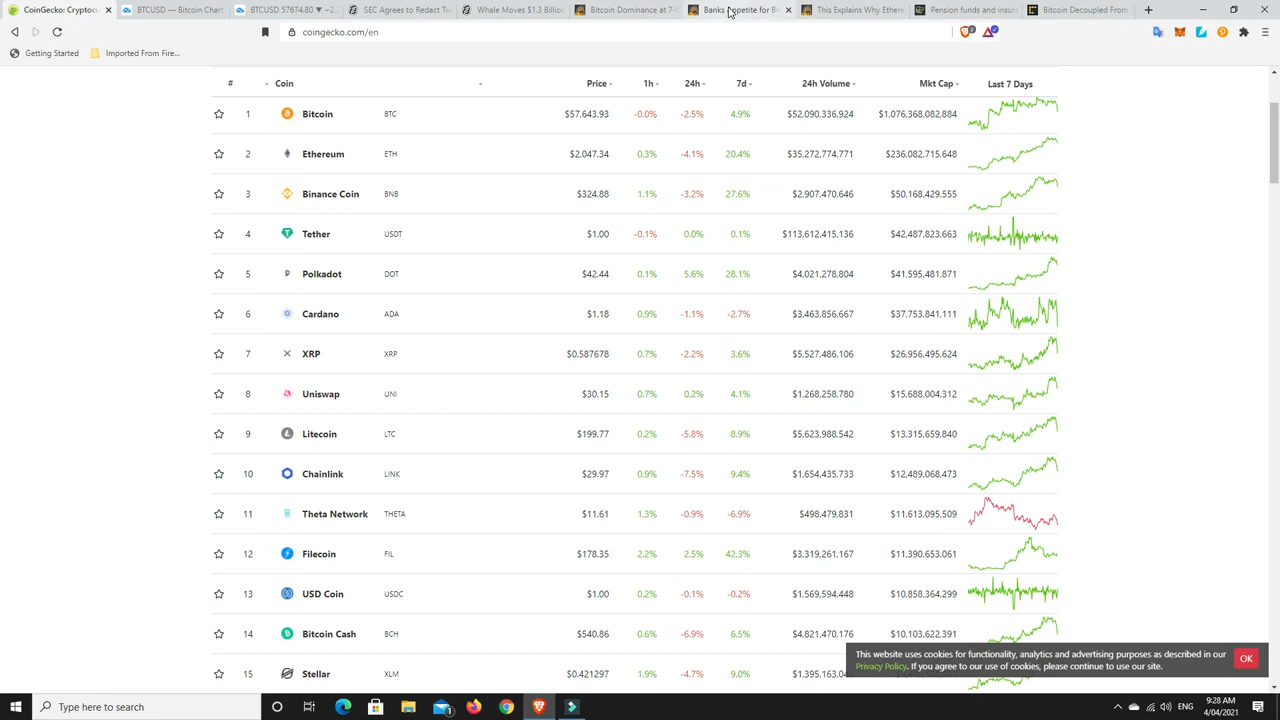 CoinGecko: Cryptoc BTCUSD — Bitcoin Chart BTCUSD 57674.80 ▼ −2. SEC Agrees to Redact Tw Whale Moves $1.3 Billion Bitcoin Dominance at 7- Banks Appetite for Bi This Explains Why Ether Pension funds and insur Bitcoin Decoupled From
coingecko.com/en
Getting Started Imported From Fire...
# Coin Price 1h 24h 7d 24h Volume Mkt Cap Last 7 Days
1 Bitcoin BTC $57,643.93 -0.0% -2.5% 4.9% $52,090,336,924 $1,076,368,082,884
2 Ethereum ETH $2,047.34 0.3% -4.1% 20.4% $35,272,774,771 $236,082,715,648
3 Binance Coin BNB $324.88 1.1% -3.2% 27.6% $2,907,470,646 $50,168,429,555
4 Tether USDT $1.00 -0.1% 0.0% 0.1% $113,612,415,136 $42,487,823,663
5 Polkadot DOT $42.44 0.1% 5.6% 28.1% $4,021,278,804 $41,595,481,871
6 Cardano ADA $1.18 0.9% -1.1% -2.7% $3,463,856,667 $37,753,841,111
7 XRP XRP $0.587678 0.7% -2.2% 3.6% $5,527,486,106 $26,956,495,624
8 Uniswap UNI $30.15 0.7% 0.2% 4.1% $1,268,258,780 $15,688,004,312
9 Litecoin LTC $199.77 0.2% -5.8% 8.9% $5,623,988,542 $13,315,659,840
10 Chainlink LINK $29.97 0.9% -7.5% 9.4% $1,654,435,733 $12,489,068,473
11 Theta Network THETA $11.61 1.3% -0.9% -6.9% $498,479,831 $11,613,095,509
12 Filecoin FIL $178.35 2.2% 2.5% 42.3% $3,319,261,167 $11,390,653,061
13 USD Coin USDC $1.00 0.2% -0.1% -0.2% $1,569,594,448 $10,858,364,299
14 Bitcoin Cash BCH $540.86 0.6% -6.9% 6.5% $4,821,470,176 $10,103,622,391
15 Stellar XLM $0.421297 1.9% -4.7% 9.0% $1,395,163,04
This website uses cookies for functionality, analytics and advertising purposes as described in our
Privacy Policy. If you agree to our use of cookies, please continue to use our site.
OK
Type here to search
ENG
9:28 AM
4/04/2021